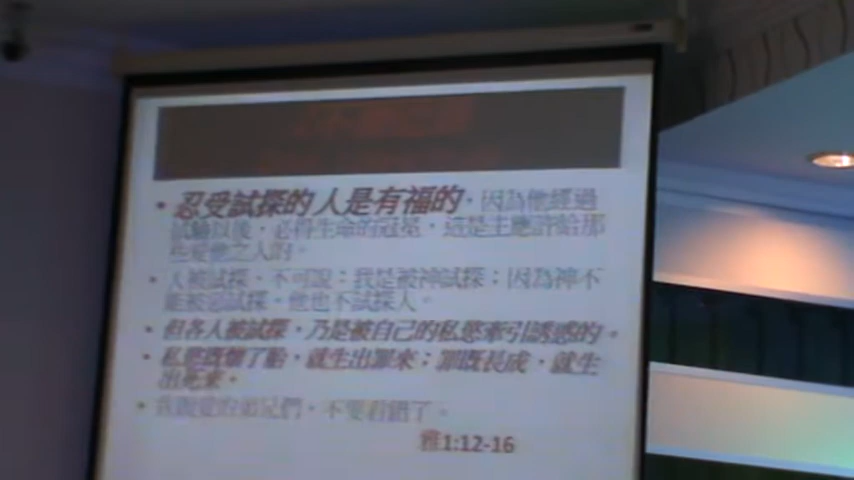 • 忍受試探的人是有福的，因為他經過
試驗以後，必得生命的冠冕，這是主應許給那
些愛他之人的。
• 人被試探，不可說：我是被神試探；因為神不
能被惡試探，他也不試探人。
• 但各人被試探，乃是被自己的私慾牽引誘惑的。
• 私慾既懷了胎，就生出罪來；罪既長成，就生
出死來。
• 我親愛的弟兄們，不要看錯了。
雅1:12-16